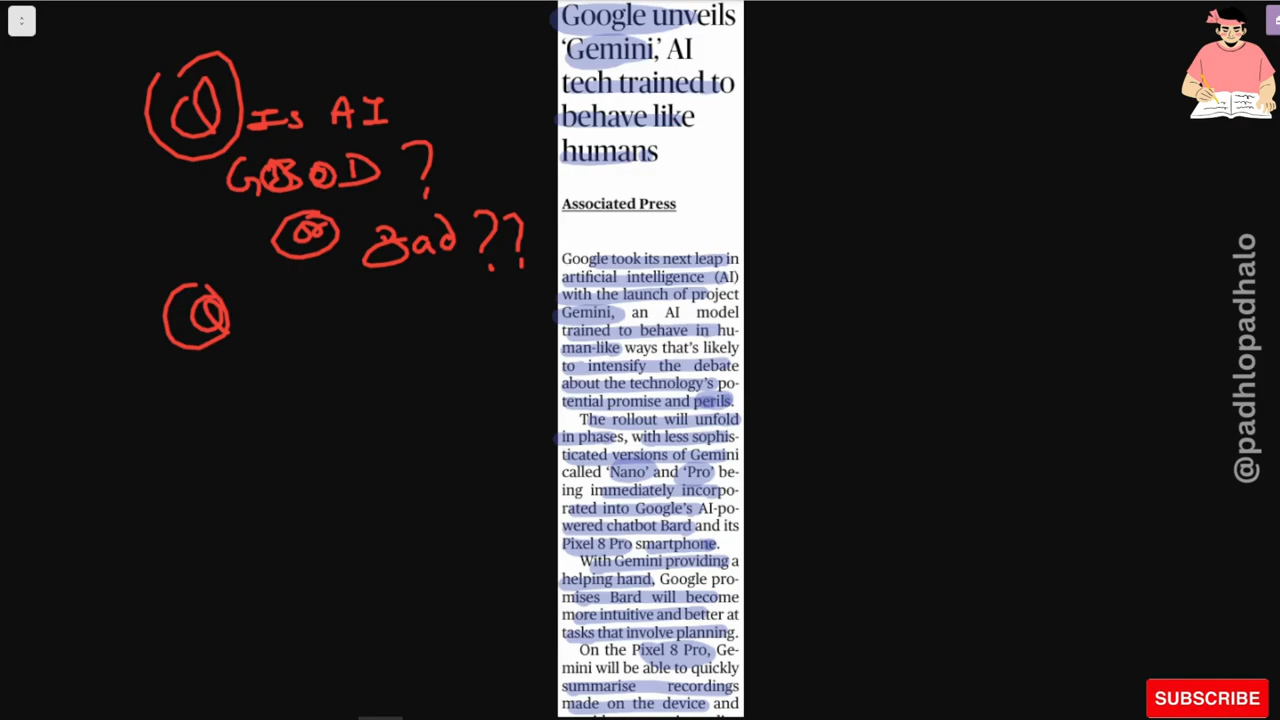 Is AI
GOOD ?
Bad ??
Google unveils
‘Gemini,’ AI
tech trained to
behave like
humans
Associated Press
Google took its next leap in
artificial intelligence (AI)
with the launch of project
Gemini, an AI model
trained to behave in hu-
man-like ways that’s likely
to intensify the debate
about the technology’s po-
tential promise and perils.
The rollout will unfold
in phases, with less sophis-
ticated versions of Gemini
called ‘Nano’ and ‘Pro’ be-
ing immediately incorpo-
rated into Google’s AI-po-
wered chatbot Bard and its
Pixel 8 Pro smartphone.
With Gemini providing a
helping hand, Google pro-
mises Bard will become
more intuitive and better at
tasks that involve planning.
On the Pixel 8 Pro, Ge-
mini will be able to quickly
summarise recordings
made on the device and
@padhlopadhalo
SUBSCRIBE